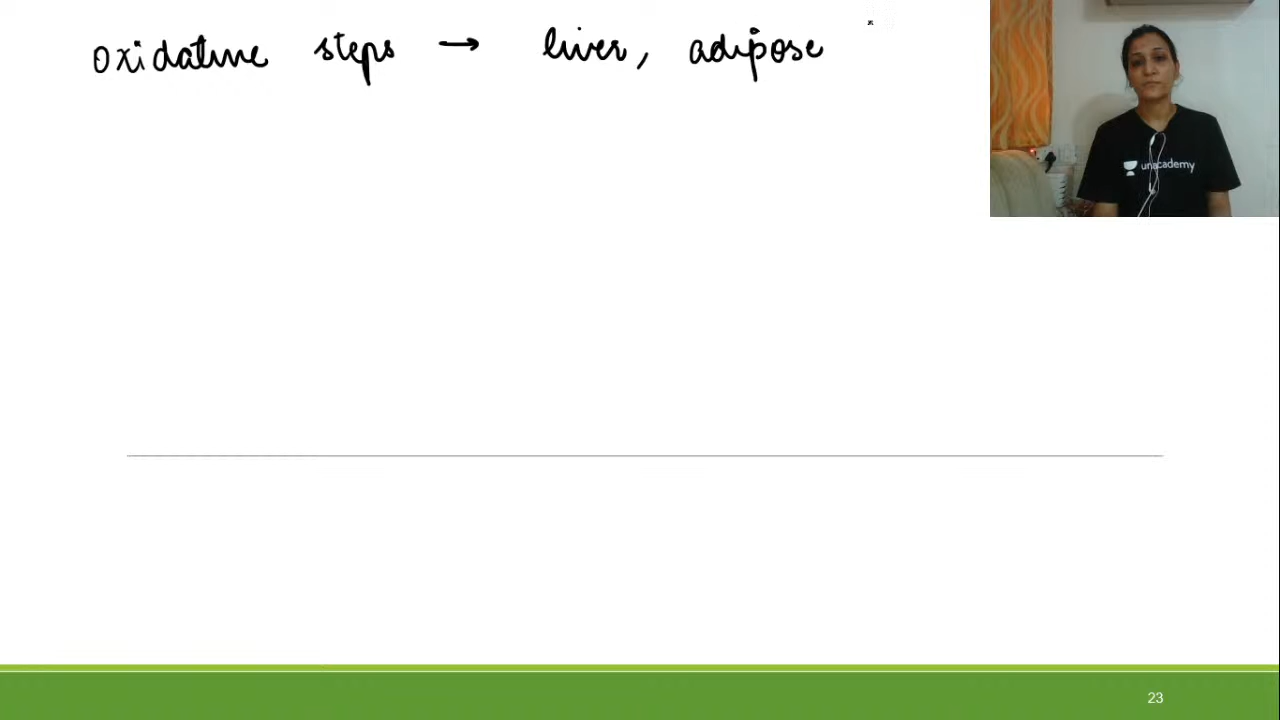 oxidative steps → liver, adipose
unacademy
23